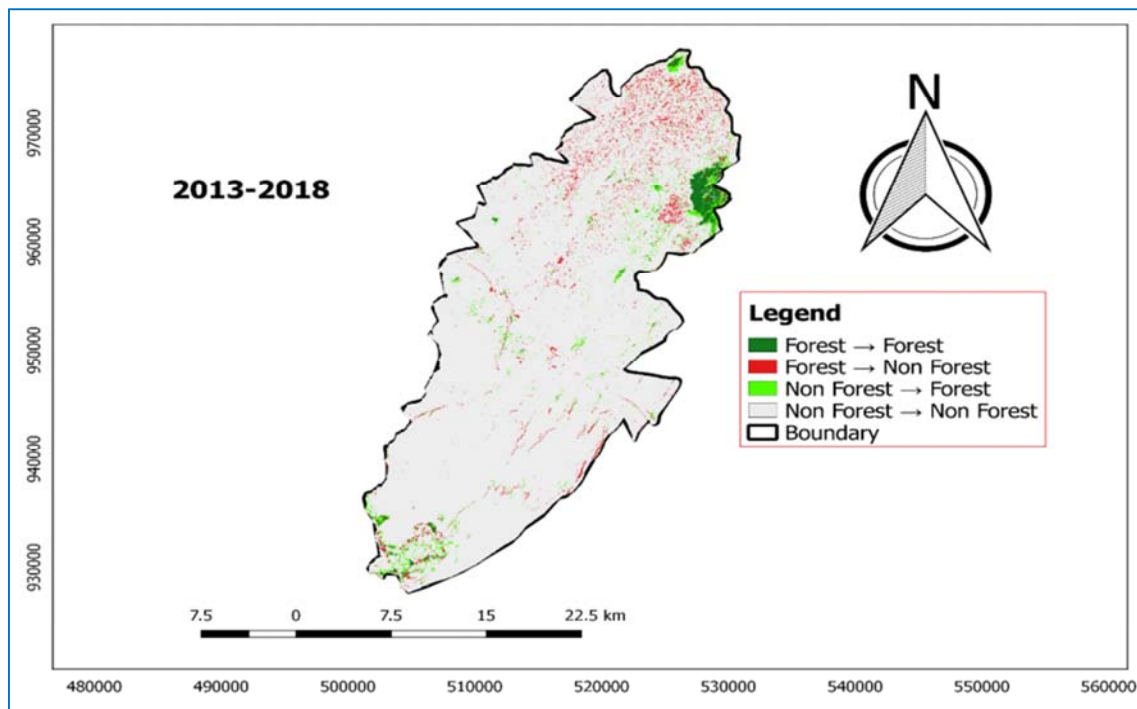 N
2013-2018
970000
960000
950000
940000
930000
Legend
Forest → Forest
Forest → Non Forest
Non Forest → Forest
Non Forest → Non Forest
Boundary
7.5 0 7.5 15 22.5 km
480000 490000 500000 510000 520000 530000 540000 550000 560000